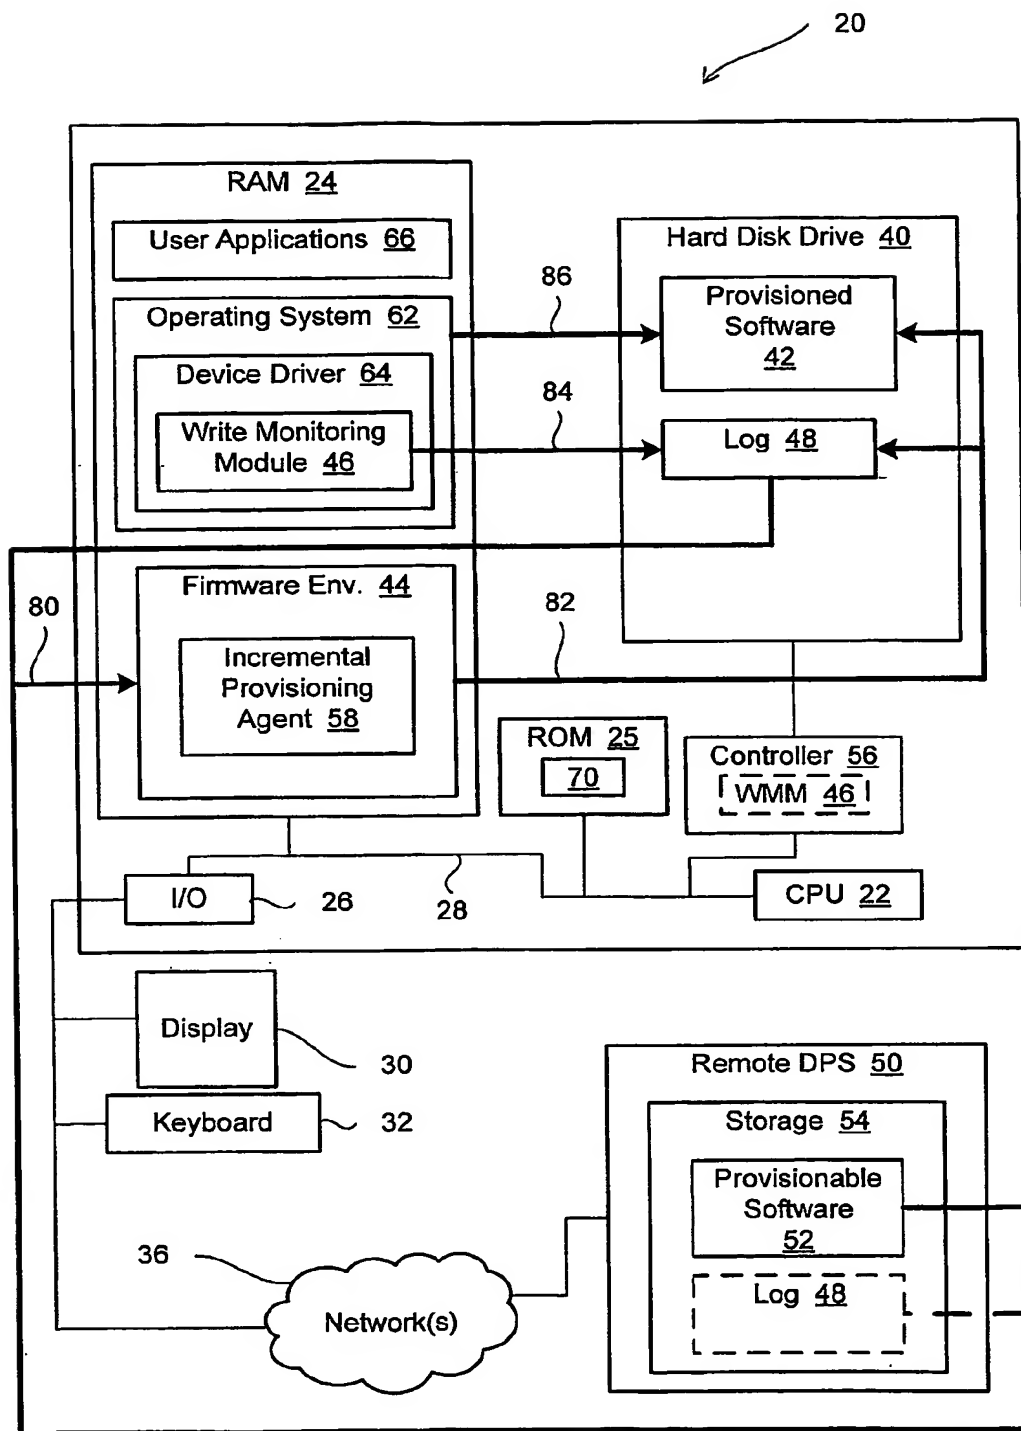 20
RAM 24
User Applications 66
Operating System 62
Device Driver 64
Write Monitoring
Module 46
86
84
Hard Disk Drive 40
Provisioned
Software
42
Log 48
80
Firmware Env. 44
Incremental
Provisioning
Agent 58
82
ROM 25
70
Controller 56
WMM 46
I/O
26
28
CPU 22
Display
30
Keyboard
32
Remote DPS 50
Storage 54
Provisionable
Software
52
Log 48
36
Network(s)